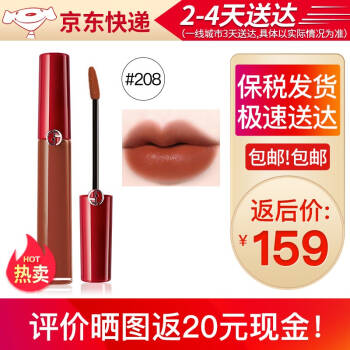 京东快递
2-4天送达
(一线城市3天送达,具体以实际情况为准)
#208
保税发货
极速送达
包邮!包邮
HOT
热卖
返后价:
¥159
评价晒图返20元现金!